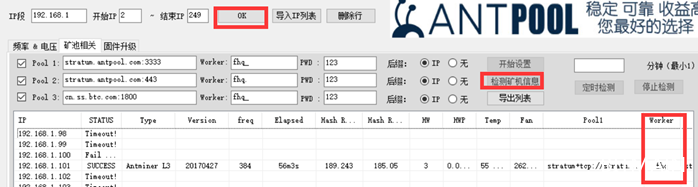 IP段 192.168.1 开始IP 2 - 结束IP 249 OK 导入IP列表 删除行
ANTPOOL 稳定 可靠 收益高
您最好的选择
频率 & 电压 矿池相关 固件升级
Pool 1: stratum.antpool.com:3333 Worker: fhq_ PWD : 123 后缀: IP 无 开始设置 分钟（最小1）
Pool 2: stratum.antpool.com:443 Worker: fhq_ PWD : 123 后缀: IP 无 检测矿机信息 定时检测 停止检测
Pool 3: cn.ss.btc.com:1800 Worker: fhq_ PWD : 123 后缀: IP 无 导出列表
IP STATUS Type Version freq Elapsed Hash R... Hash R... MW HWP Temp Fan Pool1 Worker
192.168.1.98 Timeout!
192.168.1.99 Timeout!
192.168.1.100 Fail ...
192.168.1.101 SUCCESS Antminer L3 20170427 384 56m3s 189.243 185.05 3 0.0... 55 ... 262...
192.168.1.102 Timeout!
192.168.1.103 Timeout!